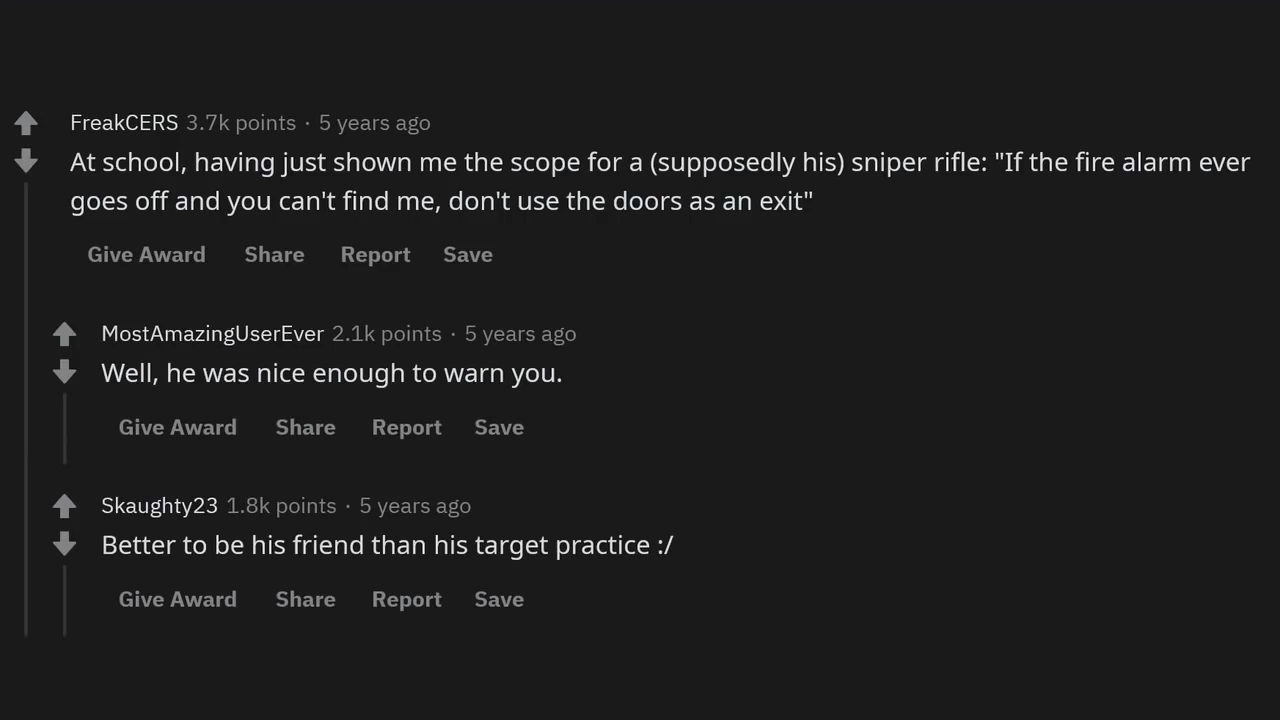 FreakCERS 3.7k points · 5 years ago
At school, having just shown me the scope for a (supposedly his) sniper rifle: "If the fire alarm ever
goes off and you can't find me, don't use the doors as an exit"
Give Award Share Report Save
MostAmazingUserEver 2.1k points · 5 years ago
Well, he was nice enough to warn you.
Give Award Share Report Save
Skaughty23 1.8k points · 5 years ago
Better to be his friend than his target practice :/
Give Award Share Report Save